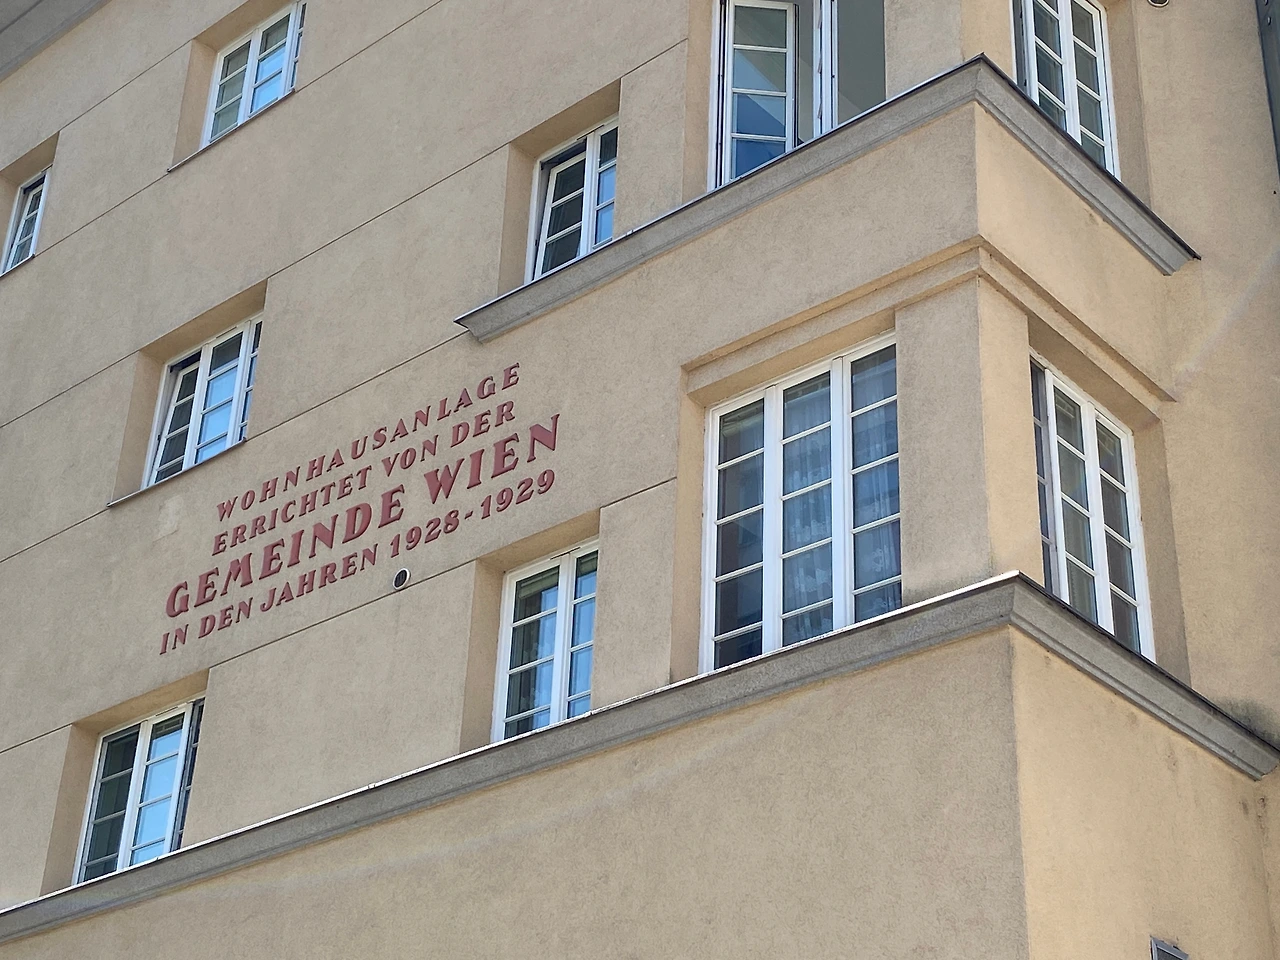 WOHNHAUSANLAGE
ERRICHTET VON DER
GEMEINDE WIEN
IN DEN JAHREN 1928-1929